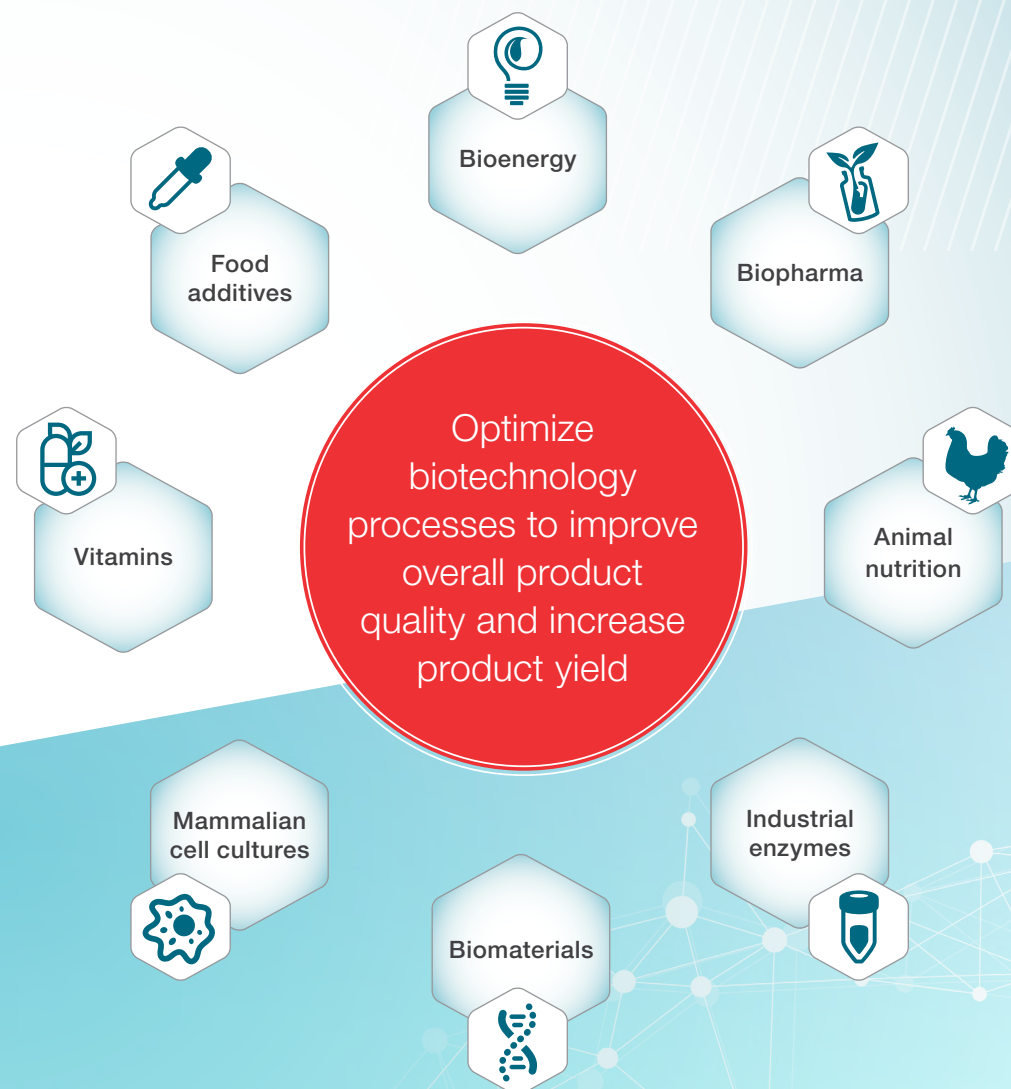 Bioenergy
Food
additives
Biopharma
Optimize
biotechnology
processes to improve
overall product
quality and increase
product yield
Vitamins
Animal
nutrition
Mammalian
cell cultures
Industrial
enzymes
Biomaterials